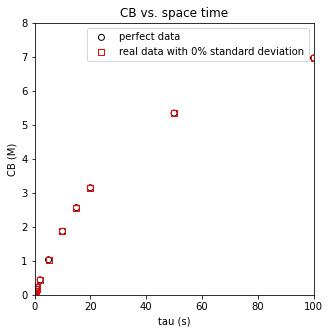 CB vs. space time
perfect data
real data with 0% standard deviation
CB (M)
8
7
6
5
4
3
2
1
0
0 20 40 60 80 100
tau (s)